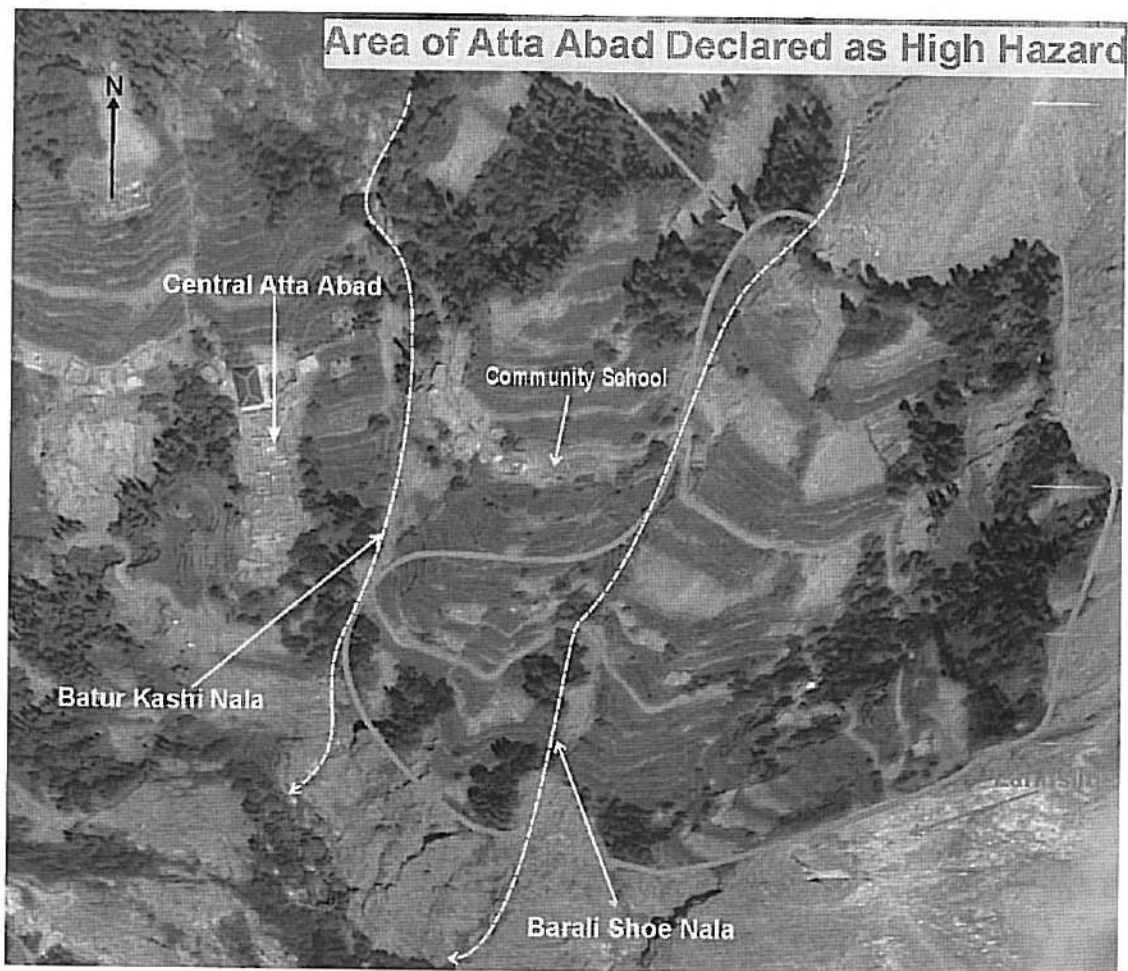 Area of Atta Abad Declared as High Hazard
N
Central Atta Abad
Community School
Batur Kashi Nala
Barali Shoe Nala